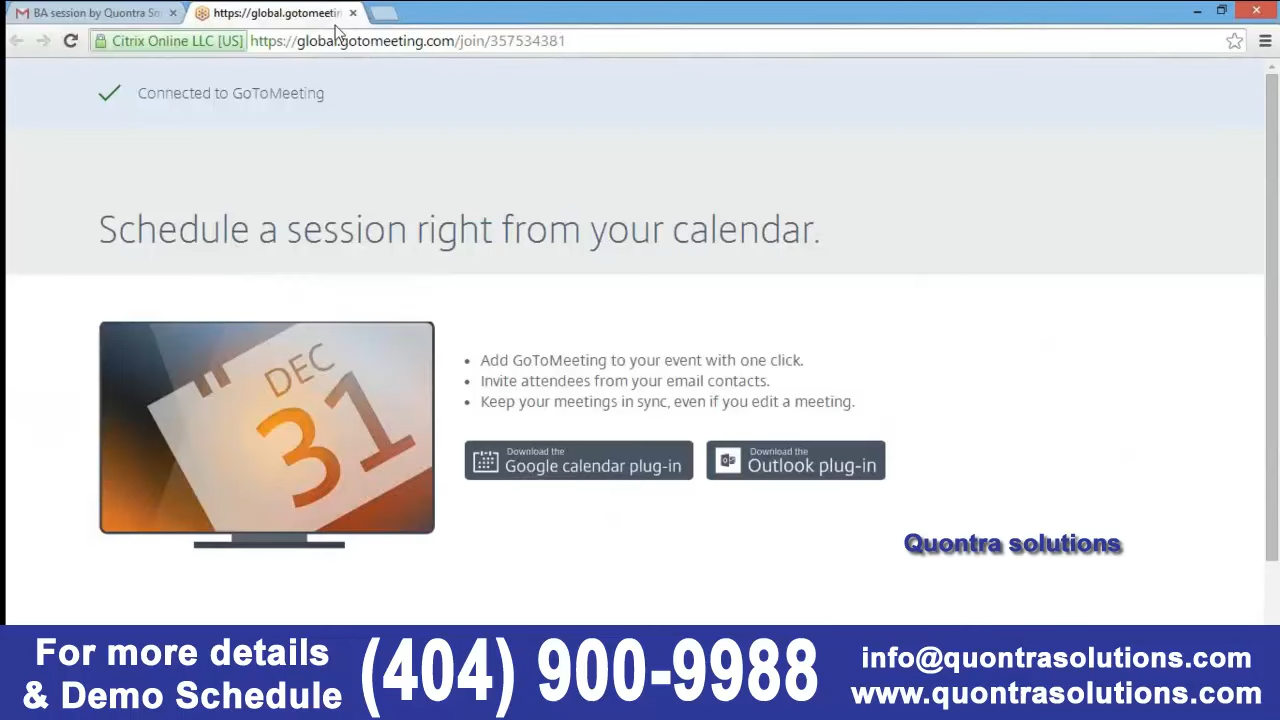 BA session by Quontra So
https://global.gotomeetin
Citrix Online LLC [US] https://global.gotomeeting.com/join/357534381
Connected to GoToMeeting
Schedule a session right from your calendar.
DEC
31
• Add GoToMeeting to your event with one click.
• Invite attendees from your email contacts.
• Keep your meetings in sync, even if you edit a meeting.
Download the
Google calendar plug-in
Download the
Outlook plug-in
Quontra solutions
For more details
& Demo Schedule
(404) 900-9988
info@quontrasolutions.com
www.quontrasolutions.com